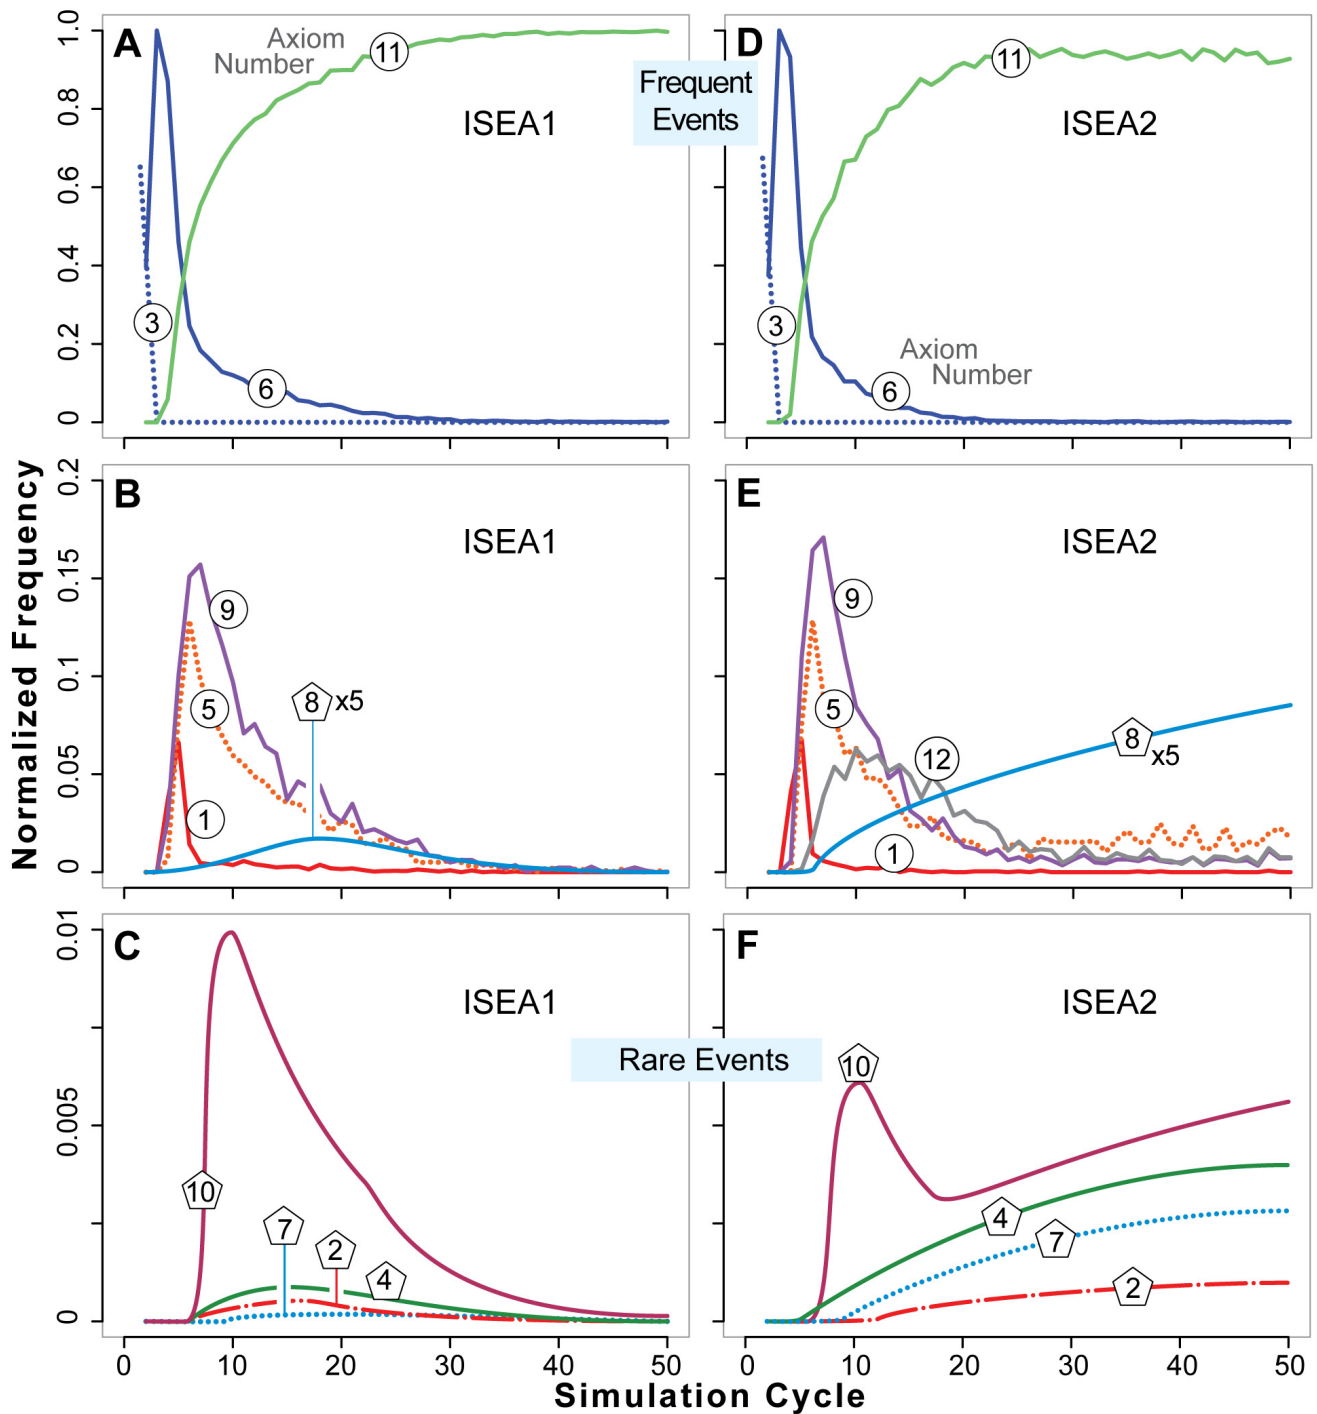 A
Axiom
Number
11
ISEA1
3
6
1.0
0.8
0.6
0.4
0.2
0
Frequent
Events
D
11
ISEA2
3
Axiom
Number
6
Normalized Frequency
B
ISEA1
9
5
8 x5
1
0.2
0.15
0.1
0.05
0
E
ISEA2
9
5
12
8
x5
1
C
ISEA1
10
7
2
4
0.01
0.005
0
Rare Events
F
ISEA2
10
4
7
2
0 10 20 30 40 50
0 10 20 30 40 50
Simulation Cycle